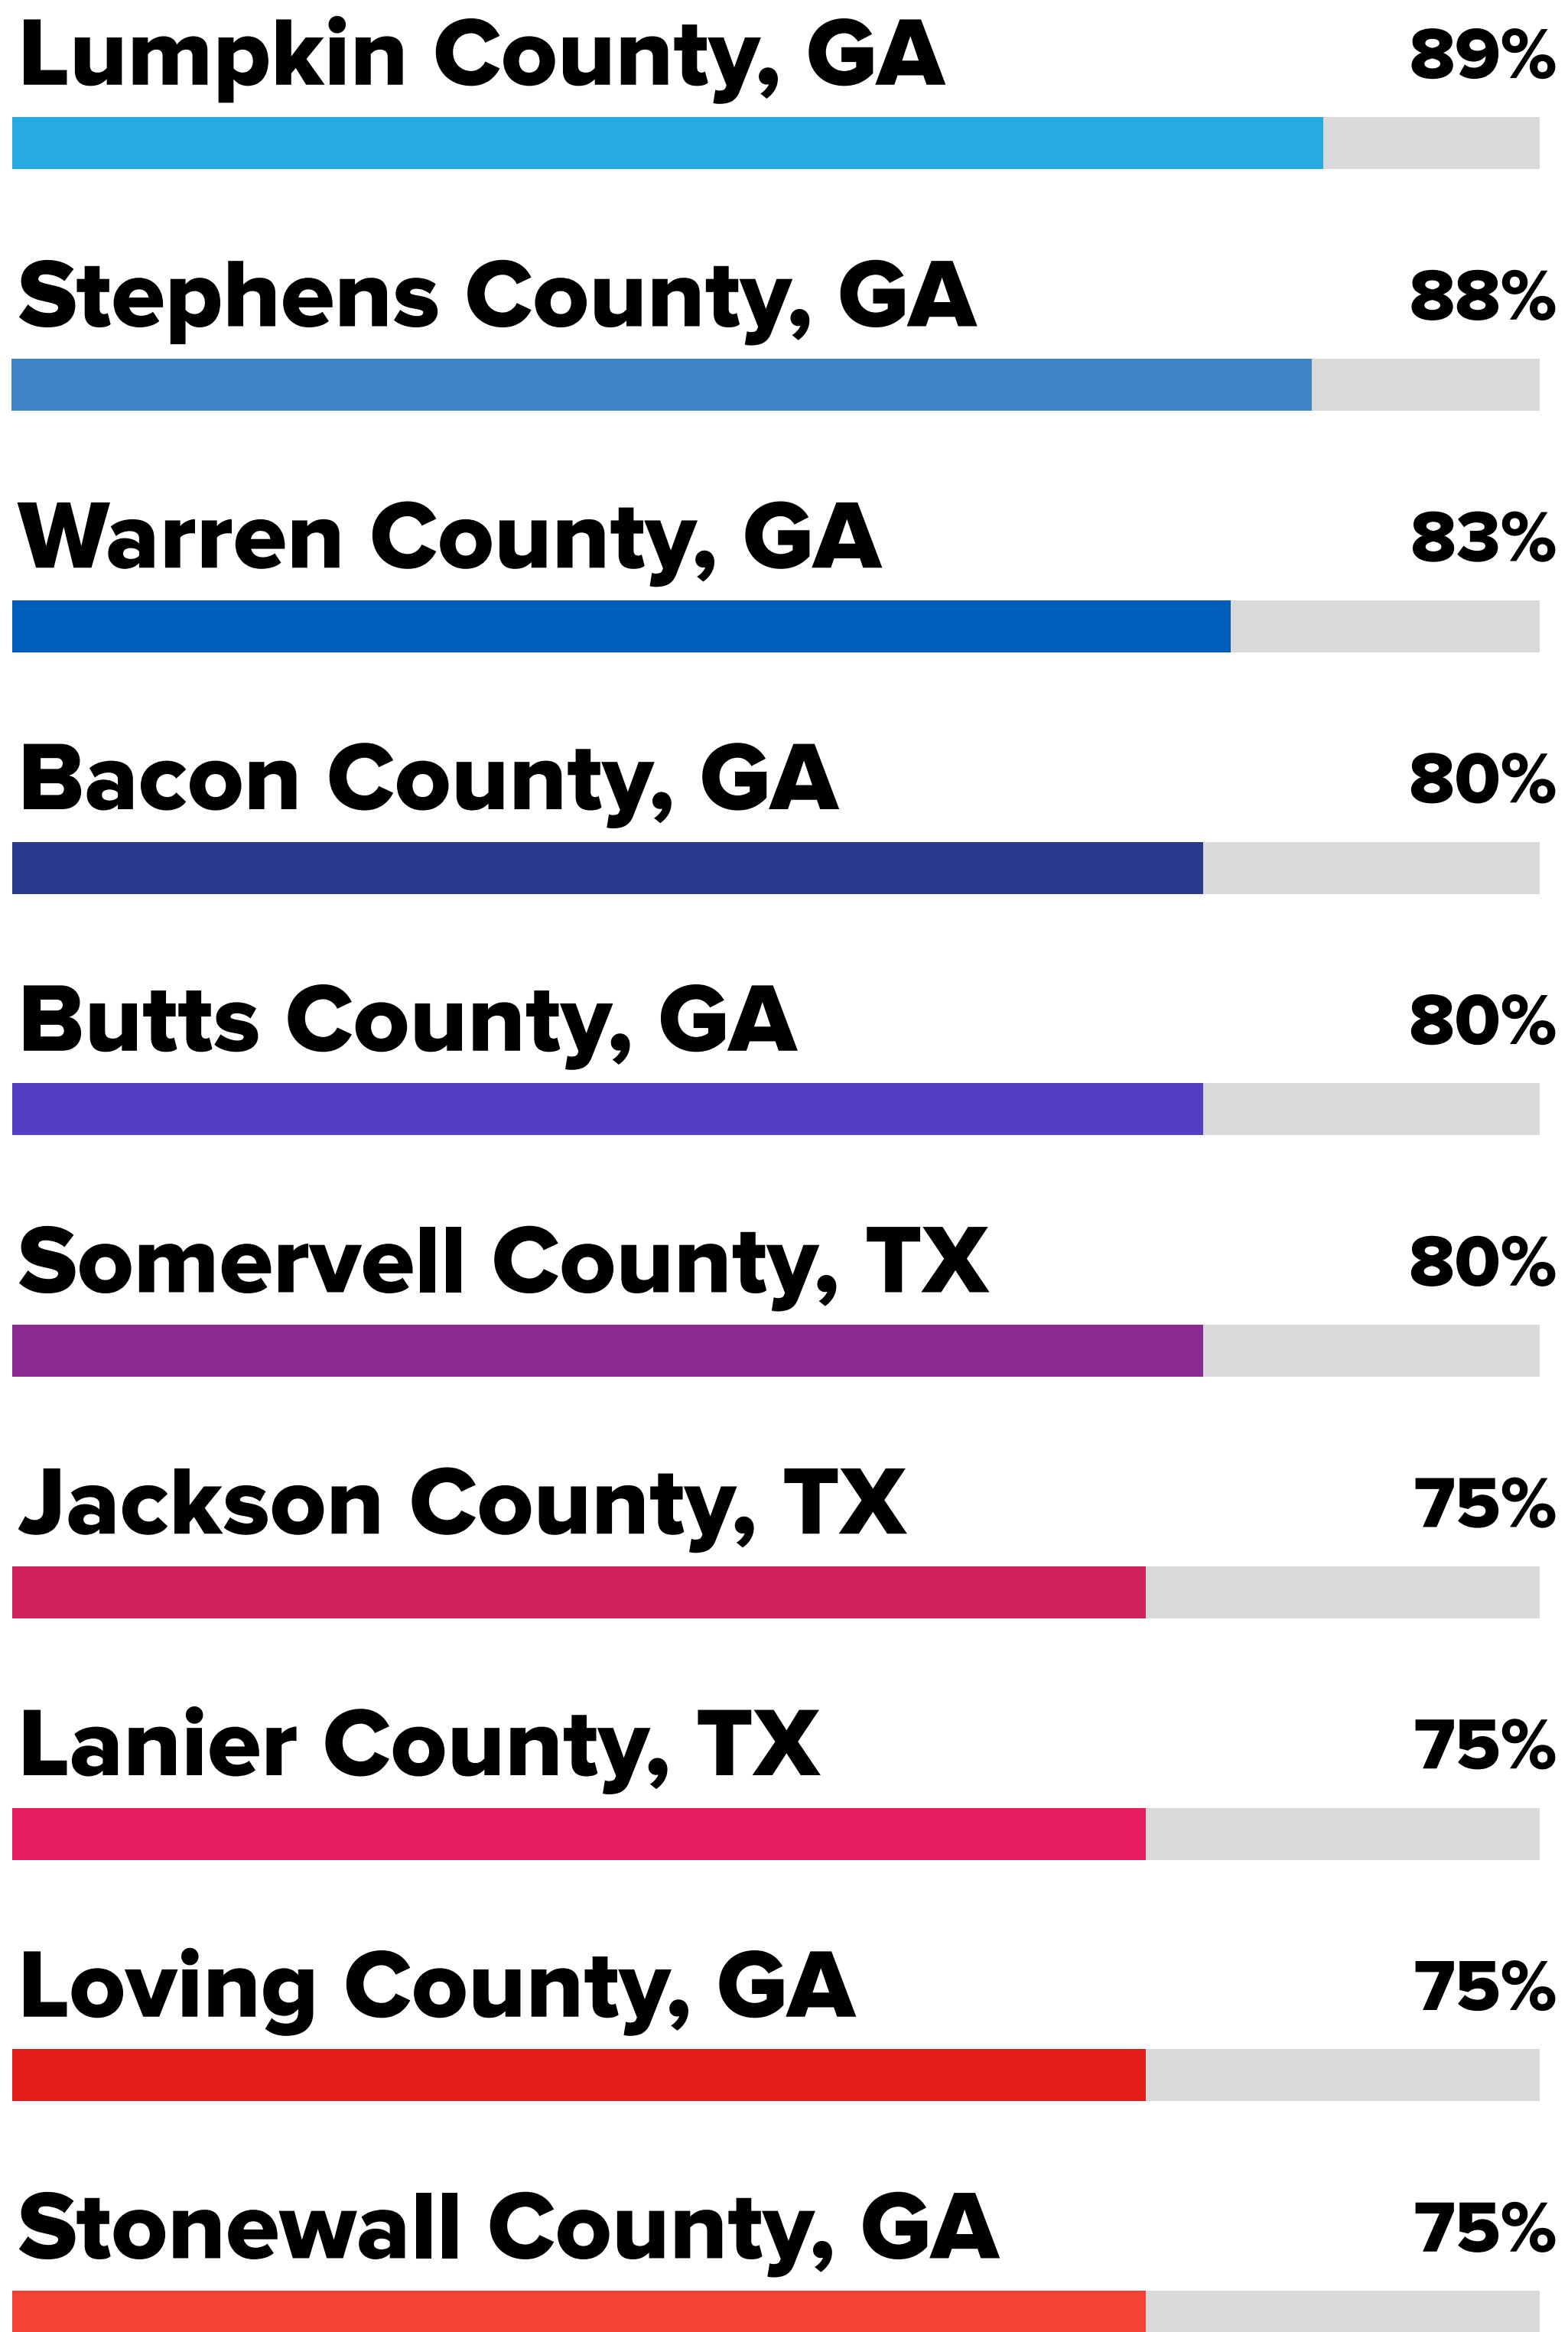 Lumpkin County, GA 89%
Stephens County, GA 88%
Warren County, GA 83%
Bacon County, GA 80%
Butts County, GA 80%
Somervell County, TX 80%
Jackson County, TX 75%
Lanier County, TX 75%
Loving County, GA 75%
Stonewall County, GA 75%